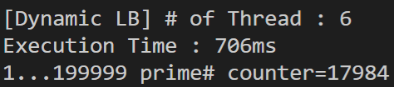 [Dynamic LB] # of Thread : 6
Execution Time : 706ms
1...199999 prime# counter=17984